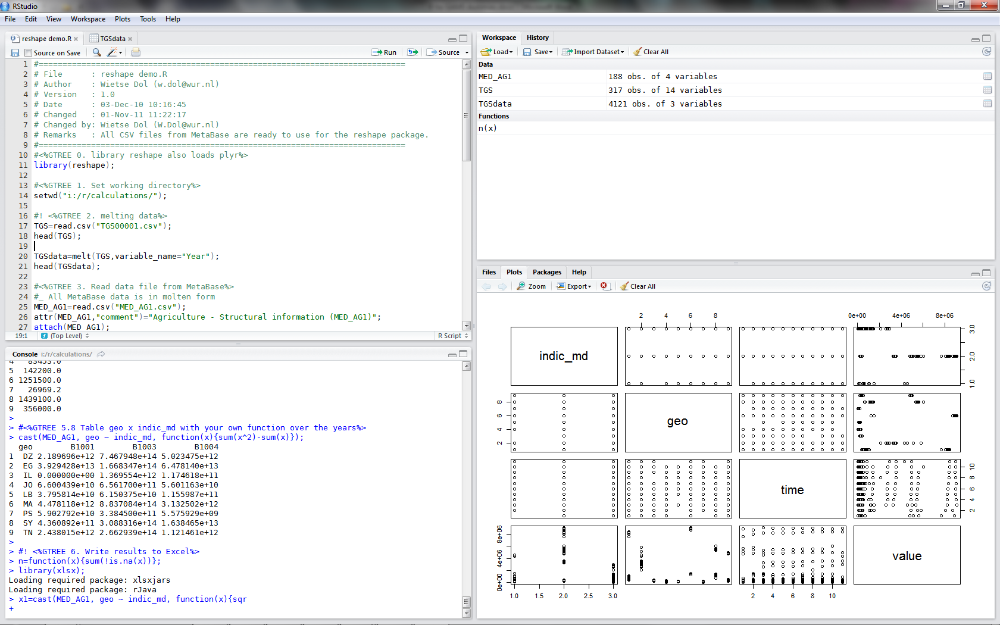 RStudio
File Edit View Workspace Plots Tools Help
reshape demo.R TGSdata
Source on Save Run Source
1 #=============================================================================
2 # File      : reshape demo.R
3 # Author    : Wietse Dol (w.dol@wur.nl)
4 # Version   : 1.0
5 # Date      : 03-Dec-10 10:16:45
6 # Changed   : 01-Nov-11 11:22:17
7 # Changed by: Wietse Dol (W.Dol@wur.nl)
8 # Remarks   : All CSV files from MetaBase are ready to use for the reshape package.
9 #=============================================================================
10 #<%GTREE 0. library reshape also loads plyr%>
11 library(reshape);
12
13 #<%GTREE 1. Set working directory%>
14 setwd("i:/r/calculations/");
15
16 #! <%GTREE 2. melting data%>
17 TGS=read.csv("TGS00001.csv");
18 head(TGS);
19
20 TGSdata=melt(TGS,variable_name="Year");
21 head(TGSdata);
22
23 #<%GTREE 3. Read data file from MetaBase%>
24 #_ All MetaBase data is in molten form
25 MED_AG1=read.csv("MED_AG1.csv");
26 attr(MED_AG1,"comment")="Agriculture - Structural information (MED_AG1)";
27 attach(MED_AG1);
19:1 (Top Level) R Script
Console i:/r/calculations/
4 83453.0
5 142200.0
6 1251500.0
7 26969.2
8 1439100.0
9 356000.0
>
> #<%GTREE 5.8 Table geo x indic_md with your own function over the years%>
> cast(MED_AG1, geo ~ indic_md, function(x){sum(x^2)-sum(x)});
geo B1001 B1003 B1004
1 DZ 2.189696e+12 7.467948e+14 5.023475e+12
2 EG 3.929428e+13 1.668347e+14 6.478140e+13
3 IL 0.000000e+00 1.369554e+12 1.174618e+11
4 JO 6.600439e+10 6.561700e+11 5.601163e+10
5 LB 3.795814e+10 6.150375e+10 1.155987e+11
6 MA 4.478118e+12 8.837084e+14 3.132502e+12
7 PS 5.902792e+10 3.384500e+11 5.575929e+09
8 SY 4.360892e+11 3.088316e+14 1.638465e+13
9 TN 2.438015e+12 2.662939e+14 1.121461e+12
>
> #! <%GTREE 6. Write results to Excel%>
> n=function(x){sum(!is.na(x))};
> library(xlsx);
Loading required package: xlsxjars
Loading required package: rJava
> x1=cast(MED_AG1, geo ~ indic_md, function(x){sqr
+
Workspace History
Load Save Import Dataset Clear All
Data
MED_AG1 188 obs. of 4 variables
TGS 317 obs. of 14 variables
TGSdata 4121 obs. of 3 variables
Functions
n(x)
Files Plots Packages Help
Zoom Export Clear All
2 4 6 8 0e+00 4e+06 8e+06
indic_md
1.0 2.0 3.0
2 4 6 8
geo
time
2 4 6 8 10
0e+00 4e+06 8e+06
value
1.0 1.5 2.0 2.5 3.0 2 4 6 8 10